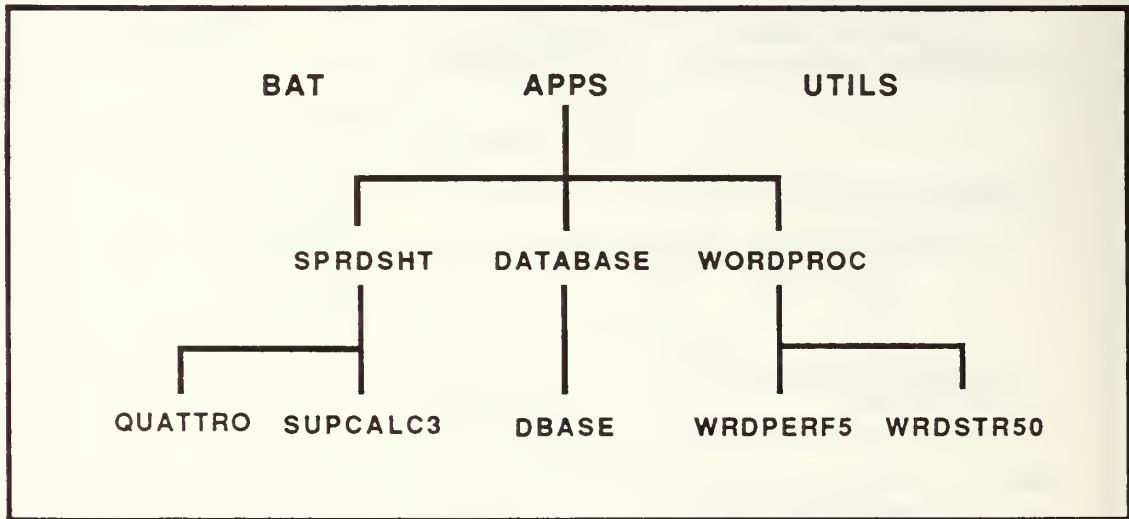 BAT APPS UTILS
SPRDSHT DATABASE WORDPROC
QUATTRO SUPCALC3 DBASE WRDPERF5 WRDSTR50